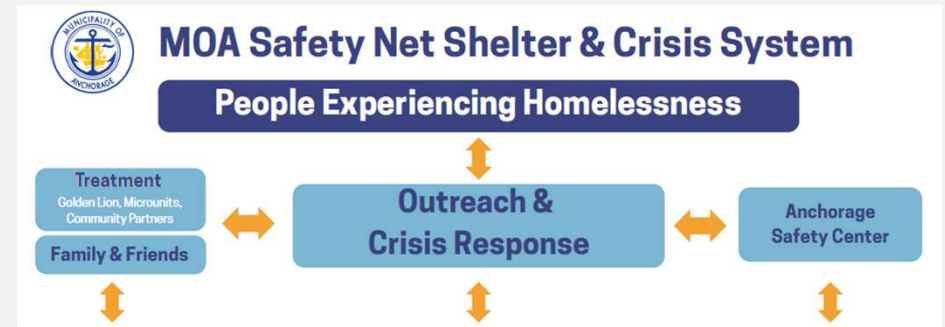 MUNICIPALITY OF
ANCHORAGE
MOA Safety Net Shelter & Crisis System
People Experiencing Homelessness
Treatment
Golden Lion, Microunits,
Community Partners
Family & Friends
Outreach &
Crisis Response
Anchorage
Safety Center